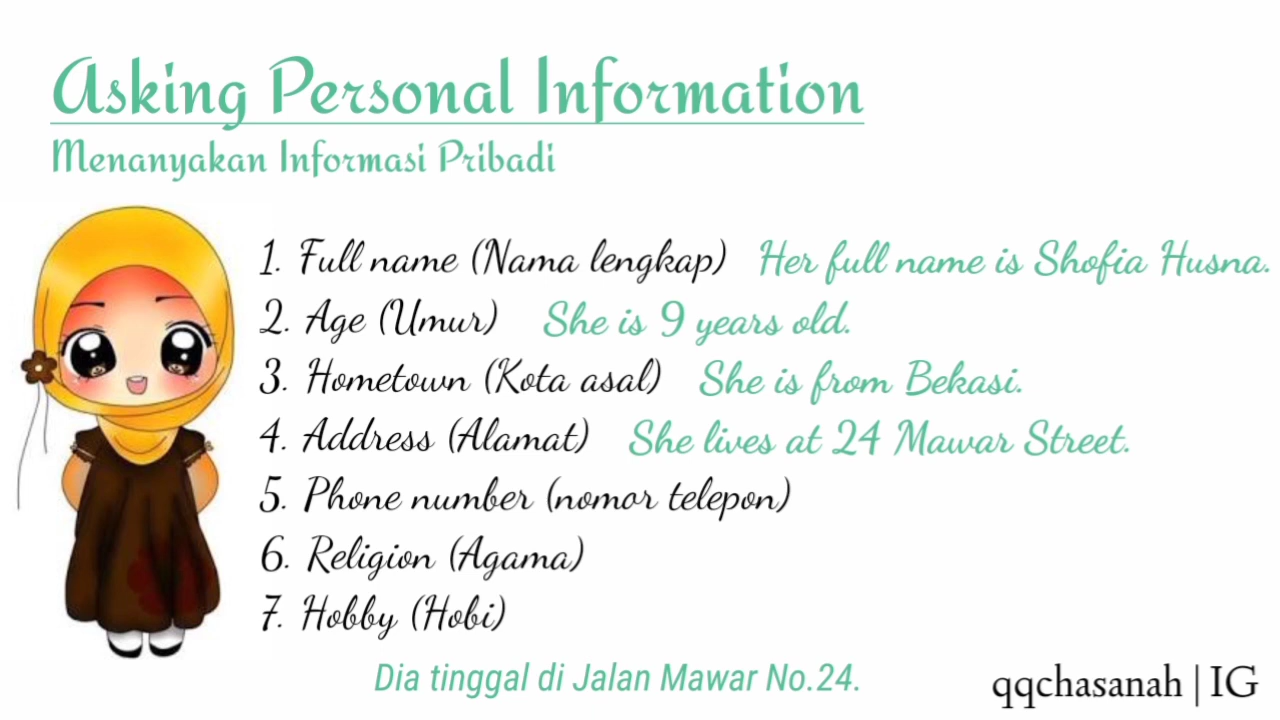 Asking Personal Information
Menanyakan Informasi Pribadi
1. Full name (Nama lengkap) Her full name is Shofia Husna.
2. Age (Umur) She is 9 years old.
3. Hometown (Kota asal) She is from Bekasi.
4. Address (Alamat) She lives at 24 Mawar Street.
5. Phone number (nomor telepon)
6. Religion (Agama)
7. Hobby (Hobi)
Dia tinggal di Jalan Mawar No.24.
qqchasanah | IG